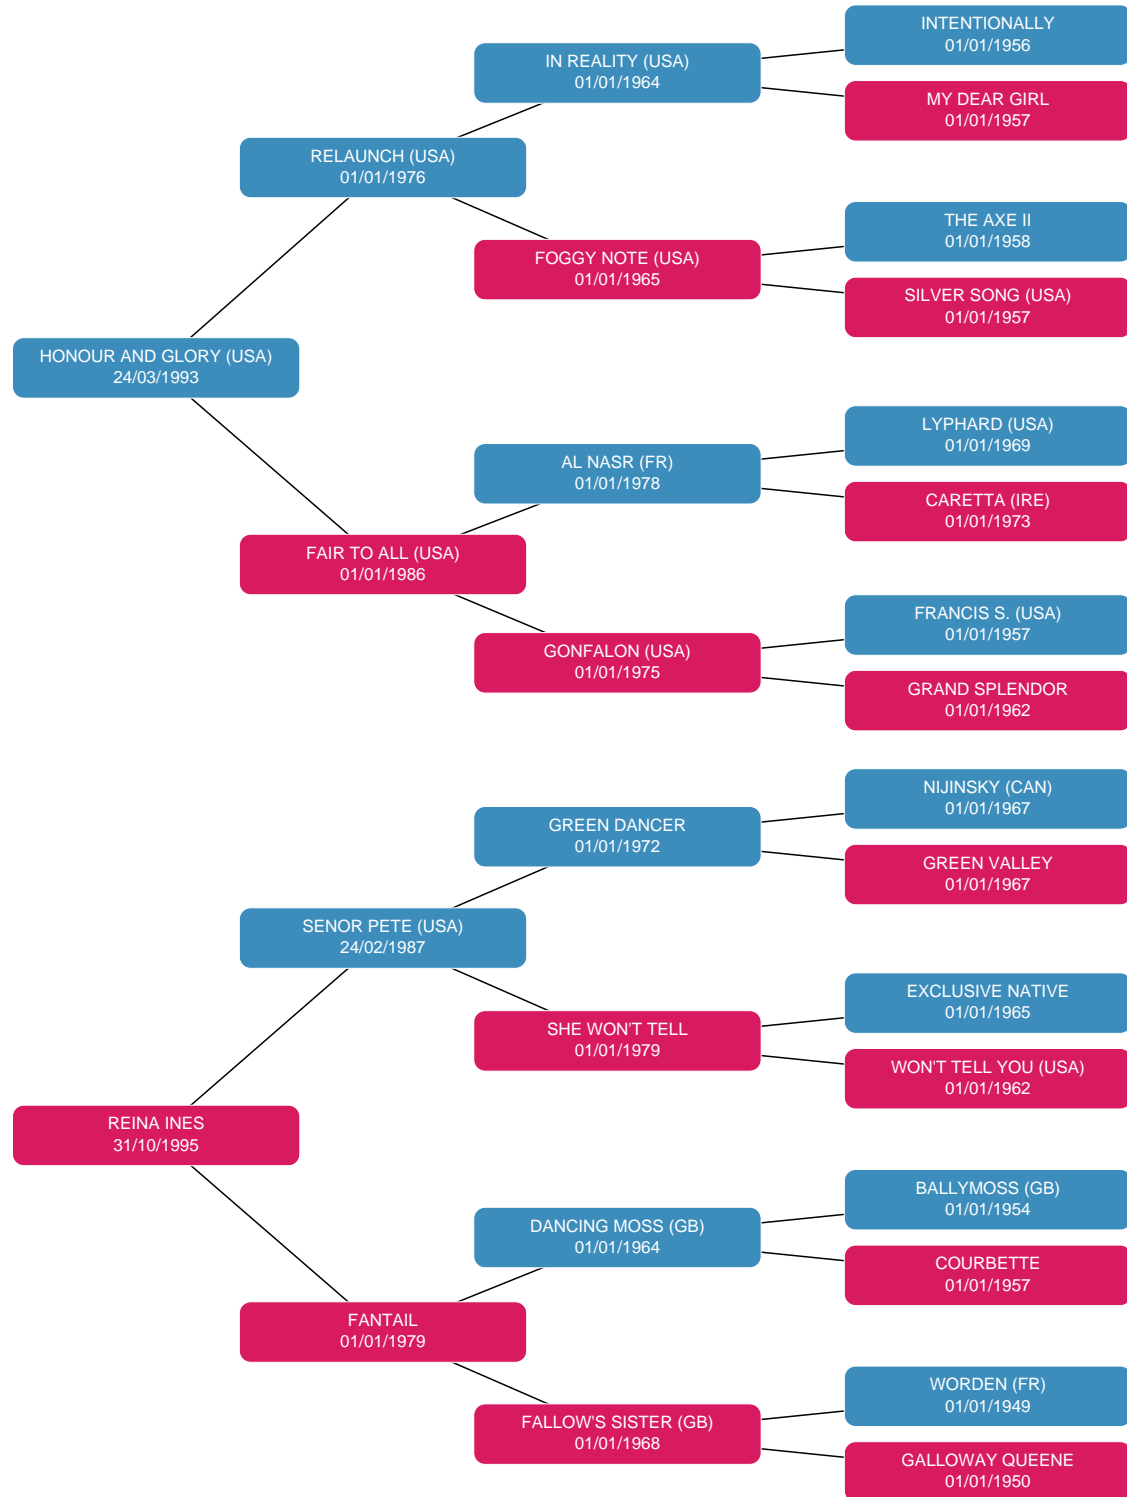 INTENTIONALLY
01/01/1956
IN REALITY (USA)
01/01/1964
MY DEAR GIRL
01/01/1957
RELAUNCH (USA)
01/01/1976
THE AXE II
01/01/1958
FOGGY NOTE (USA)
01/01/1965
SILVER SONG (USA)
01/01/1957
HONOUR AND GLORY (USA)
24/03/1993
LYPHARD (USA)
01/01/1969
AL NASR (FR)
01/01/1978
CARETTA (IRE)
01/01/1973
FAIR TO ALL (USA)
01/01/1986
FRANCIS S. (USA)
01/01/1957
GONFALON (USA)
01/01/1975
GRAND SPLENDOR
01/01/1962
NIJINSKY (CAN)
01/01/1967
GREEN DANCER
01/01/1972
GREEN VALLEY
01/01/1967
SENOR PETE (USA)
24/02/1987
EXCLUSIVE NATIVE
01/01/1965
SHE WON'T TELL
01/01/1979
WON'T TELL YOU (USA)
01/01/1962
REINA INES
31/10/1995
BALLYMOSS (GB)
01/01/1954
DANCING MOSS (GB)
01/01/1964
COURBETTE
01/01/1957
FANTAIL
01/01/1979
WORDEN (FR)
01/01/1949
FALLOW'S SISTER (GB)
01/01/1968
GALLOWAY QUEENE
01/01/1950